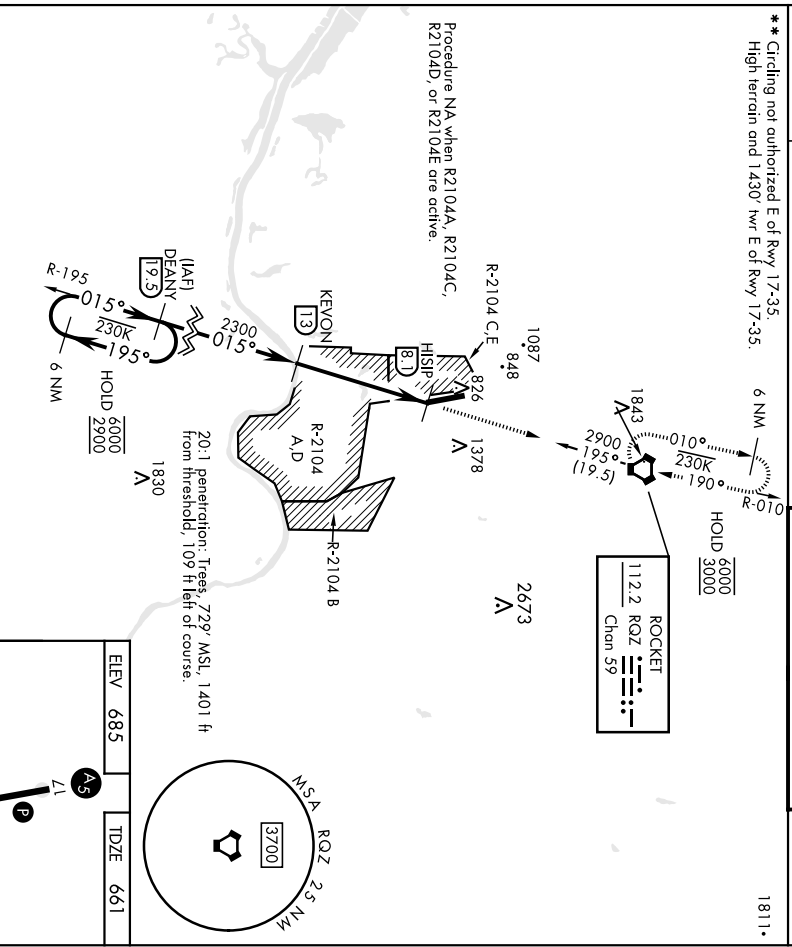 ** Circling not authorized E of Rwy 17-35.
High terrain and 1430' twr E of Rwy 17-35.
1811
6 NM
HOLD 6000
3000
010°
230K
190°
R-010
1843
2900
195°
(19.5)
ROCKET
112.2 RQZ
Chan 59
Procedure NA when R2104A, R2104C,
R2104D, or R2104E are active.
1087
848
R-2104 C,E
826
HISIP
8.1
1378
2673
KEVON
13
R-2104
A,D
R-2104 B
2300
015°
(IAF)
DEANY
19.5
R-195
015°
230K
195°
6 NM
HOLD 6000
2900
1830
20:1 penetration: Trees, 729' MSL, 1401 ft
from threshold, 109 ft left of course.
MSA RQZ 25 NM
3700
ELEV 685
TDZE 661
A5
17
P